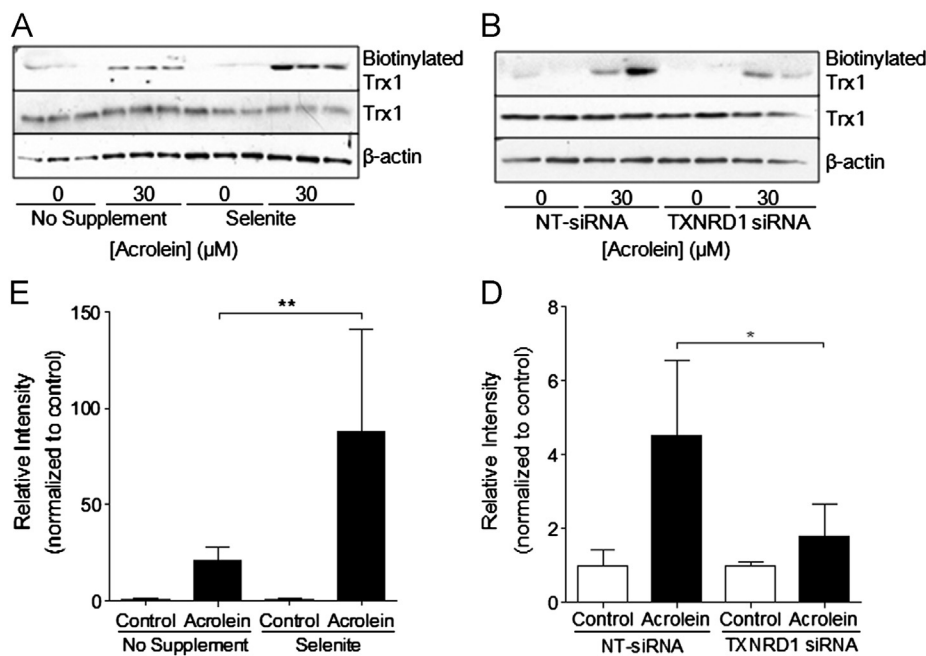 A
Biotinylated
Trx1
Trx1
β-actin
0 30 0 30
No Supplement Selenite
[Acrolein] (µM)
B
Biotinylated
Trx1
Trx1
β-actin
0 30 0 30
NT-siRNA TXNRD1 siRNA
[Acrolein] (µM)
E
Relative Intensity
(normalized to control)
150
100
50
0
**
Control Acrolein Control Acrolein
No Supplement Selenite
D
Relative Intensity
(normalized to control)
8
6
4
2
0
*
Control Acrolein Control Acrolein
NT-siRNA TXNRD1 siRNA